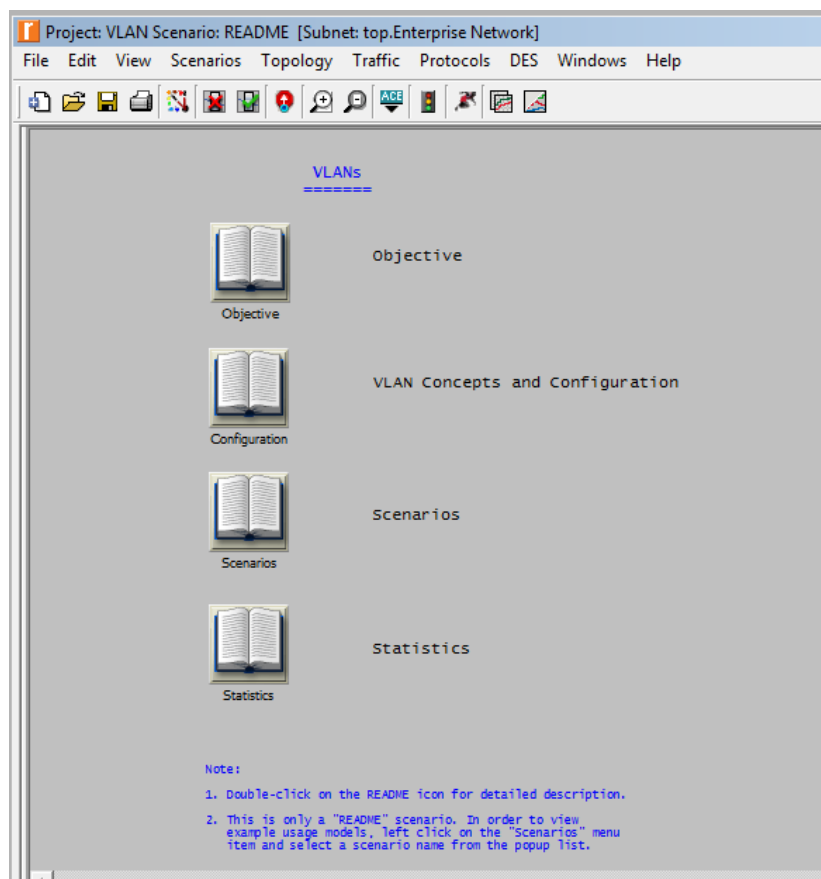 Project: VLAN Scenario: README [Subnet: top.Enterprise Network]
File Edit View Scenarios Topology Traffic Protocols DES Windows Help
ACE
VLANs
=======
Objective
Objective
VLAN Concepts and Configuration
Configuration
Scenarios
Scenarios
Statistics
Statistics
Note:
1. Double-click on the README icon for detailed description.
2. This is only a "README" scenario. In order to view
example usage models, left click on the "Scenarios" menu
item and select a scenario name from the popup list.